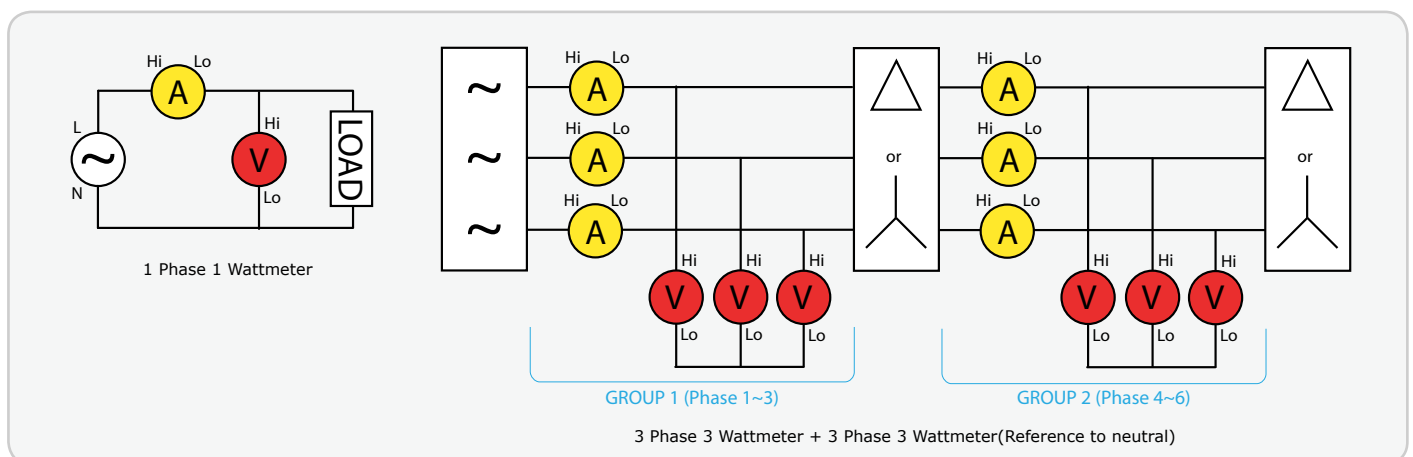 Hi Lo
A
L
~
N
Hi
V
Lo
LOAD
1 Phase 1 Wattmeter
~
Hi Lo
A
~
Hi Lo
A
~
Hi Lo
A
Hi Hi Hi
V V V
Lo Lo Lo
or
GROUP 1 (Phase 1~3)
Hi Lo
A
Hi Lo
A
Hi Lo
A
Hi Hi Hi
V V V
Lo Lo Lo
or
GROUP 2 (Phase 4~6)
3 Phase 3 Wattmeter + 3 Phase 3 Wattmeter(Reference to neutral)